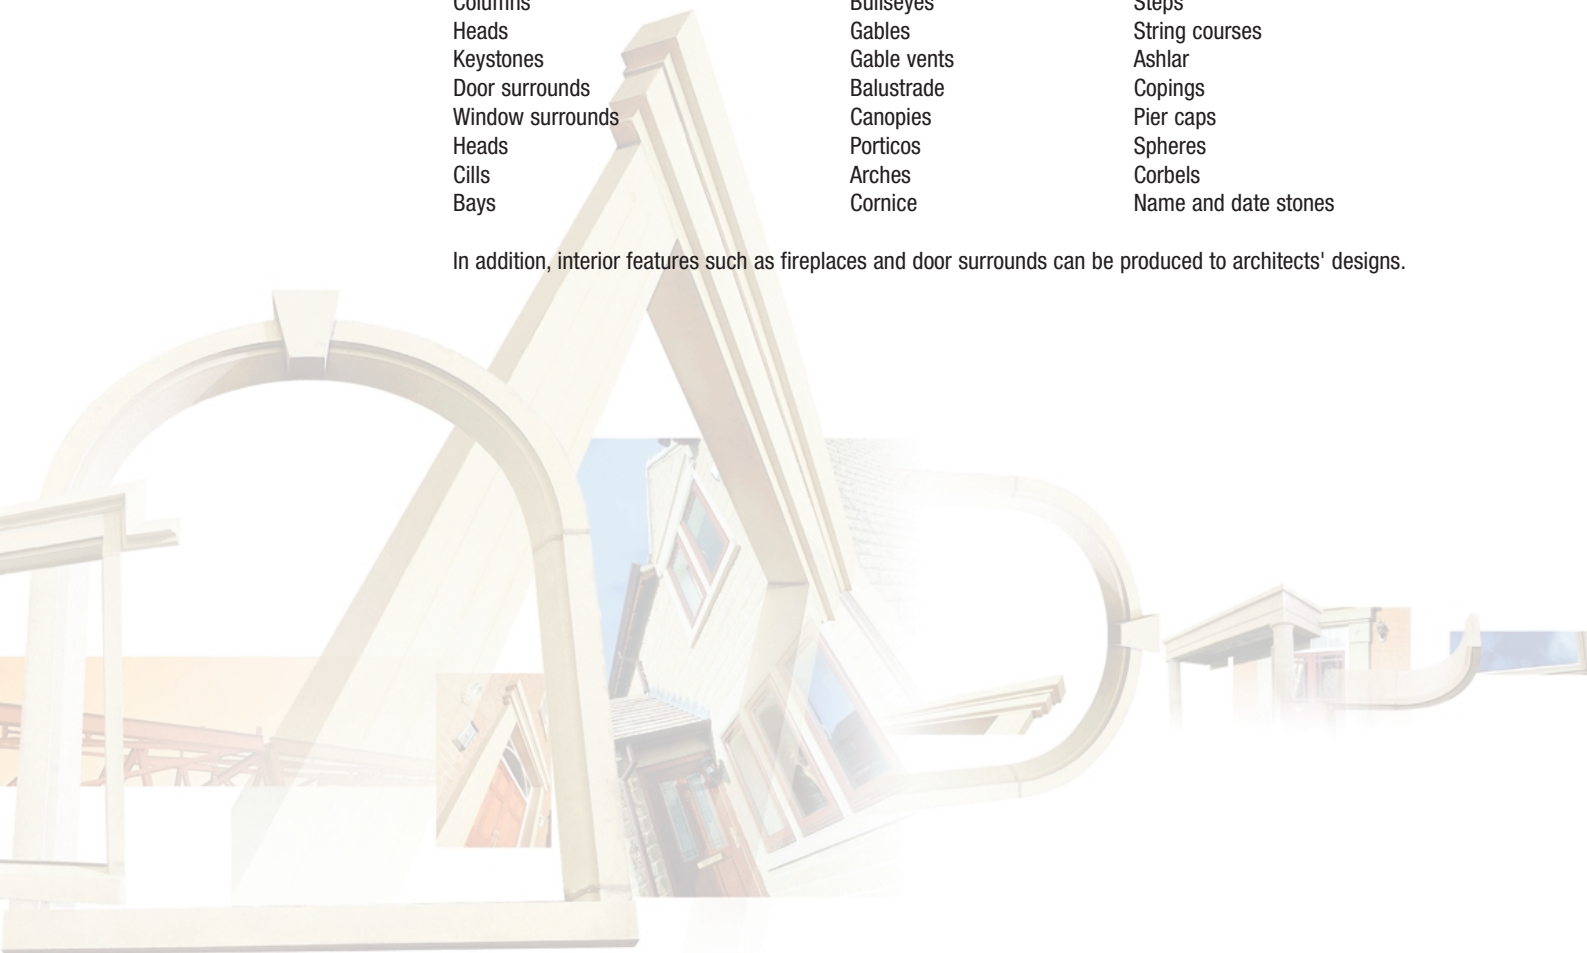 Columns
Heads
Keystones
Door surrounds
Window surrounds
Heads
Cills
Bays
Bullseyes
Gables
Gable vents
Balustrade
Canopies
Porticos
Arches
Cornice
Steps
String courses
Ashlar
Copings
Pier caps
Spheres
Corbels
Name and date stones
In addition, interior features such as fireplaces and door surrounds can be produced to architects' designs.